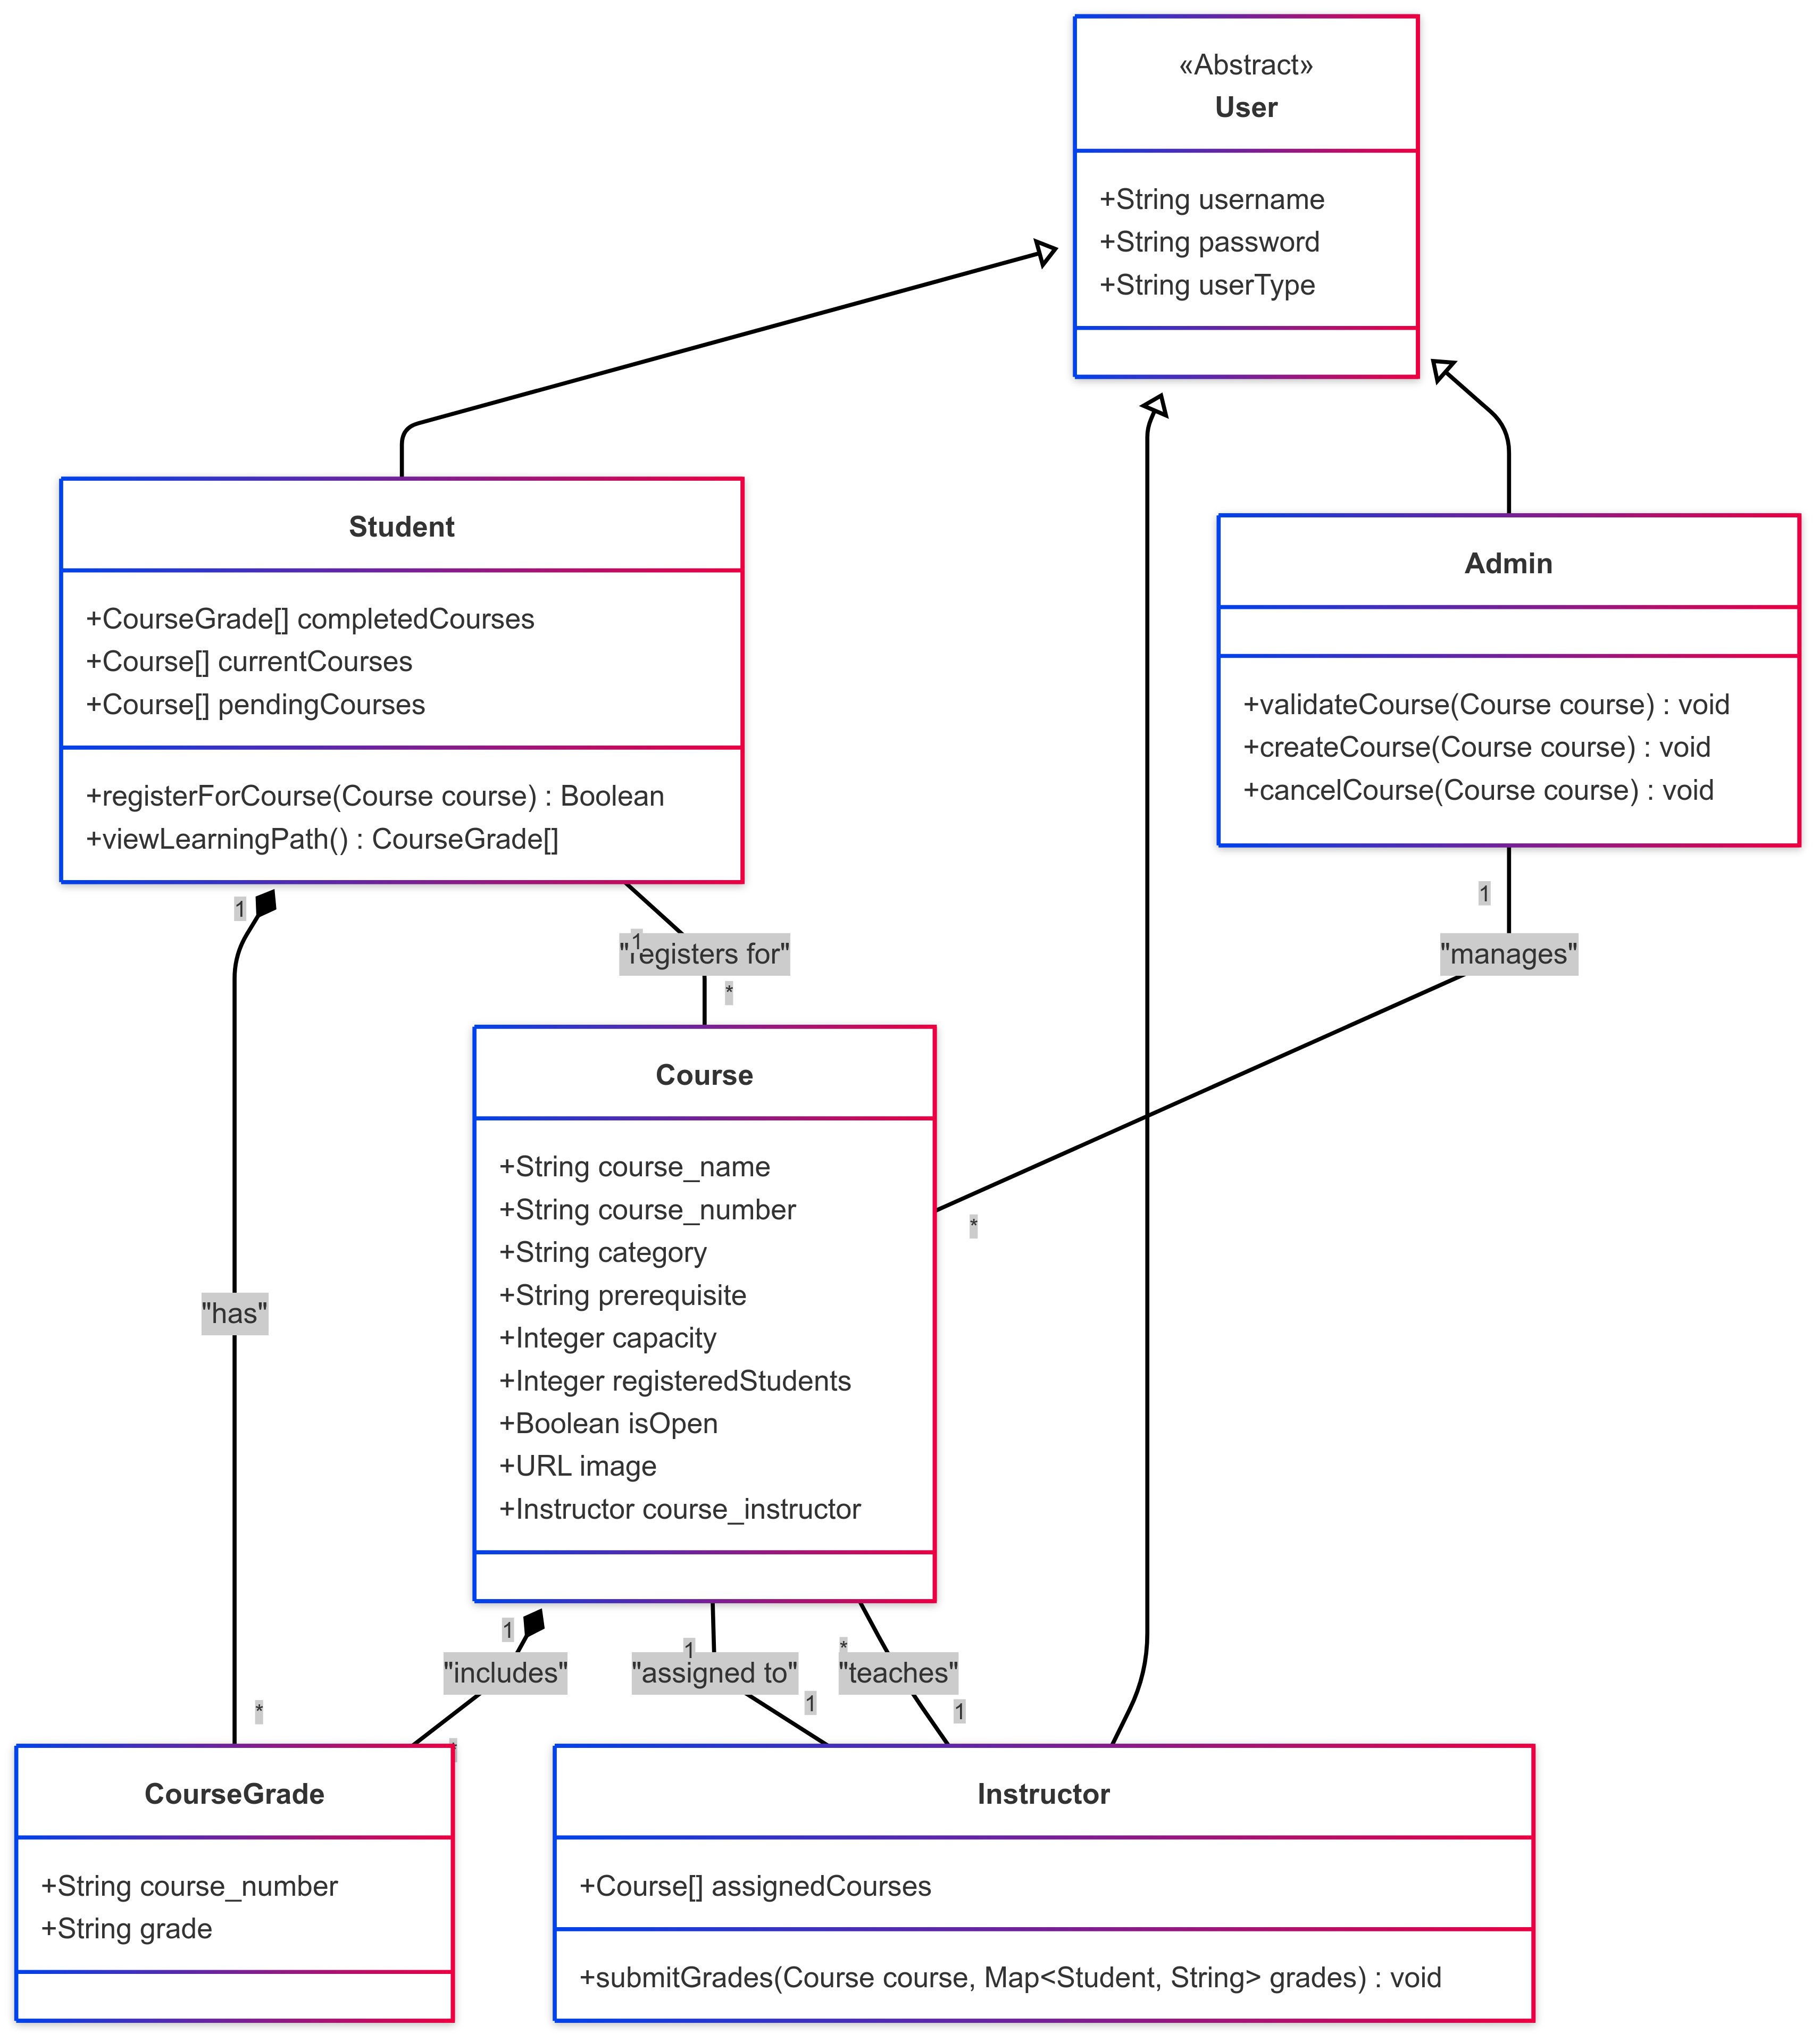 «Abstract»
User
+String username
+String password
+String userType
Student
+CourseGrade[] completedCourses
+Course[] currentCourses
+Course[] pendingCourses
+registerForCourse(Course course) : Boolean
+viewLearningPath() : CourseGrade[]
Admin
+validateCourse(Course course) : void
+createCourse(Course course) : void
+cancelCourse(Course course) : void
1
1
1
"registers for"
"manages"
*
Course
+String course_name
+String course_number
+String category
+String prerequisite
+Integer capacity
+Integer registeredStudents
+Boolean isOpen
+URL image
+Instructor course_instructor
*
"has"
1
1
*
"includes"
"assigned to"
"teaches"
*
1
1
*
CourseGrade
+String course_number
+String grade
Instructor
+Course[] assignedCourses
+submitGrades(Course course, Map<Student, String> grades) : void